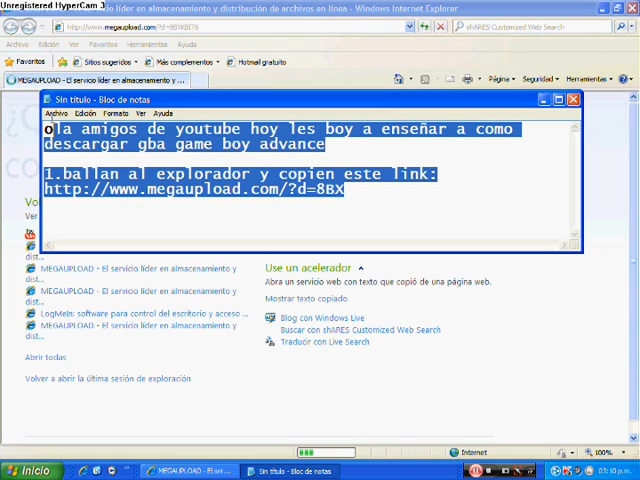 Unregistered HyperCam 3
líder en almacenamiento y distribución de archivos en línea - Windows Internet Explorer
http://www.megaupload.com/?d=8BXKBIT6
shARES Customized Web Search
Archivo Edición Ver Favoritos Herramientas Ayuda
Favoritos Sitios sugeridos Más complementos Hotmail gratuito
MEGAUPLOAD - El servicio líder en almacenamiento y ...
Página Seguridad Herramientas
Sin título - Bloc de notas
Archivo Edición Formato Ver Ayuda
ola amigos de youtube hoy les boy a enseñar a como
descargar gba game boy advance
1.ballan al explorador y copien este link:
http://www.megaupload.com/?d=8BX
Ver
dist...
MEGAUPLOAD - El servicio líder en almacenamiento y
dist...
MEGAUPLOAD - El servicio líder en almacenamiento y
dist...
LogMeIn: software para control del escritorio y acceso ...
MEGAUPLOAD - El servicio líder en almacenamiento y
dist...
Abrir todas
Volver a abrir la última sesión de exploración
Use un acelerador
Abra un servicio web con texto que copió de una página web.
Mostrar texto copiado
Blog con Windows Live
Buscar con shARES Customized Web Search
Traducir con Live Search
Internet 100%
Inicio MEGAUPLOAD - El se... Sin título - Bloc de notas 03:10 p.m.